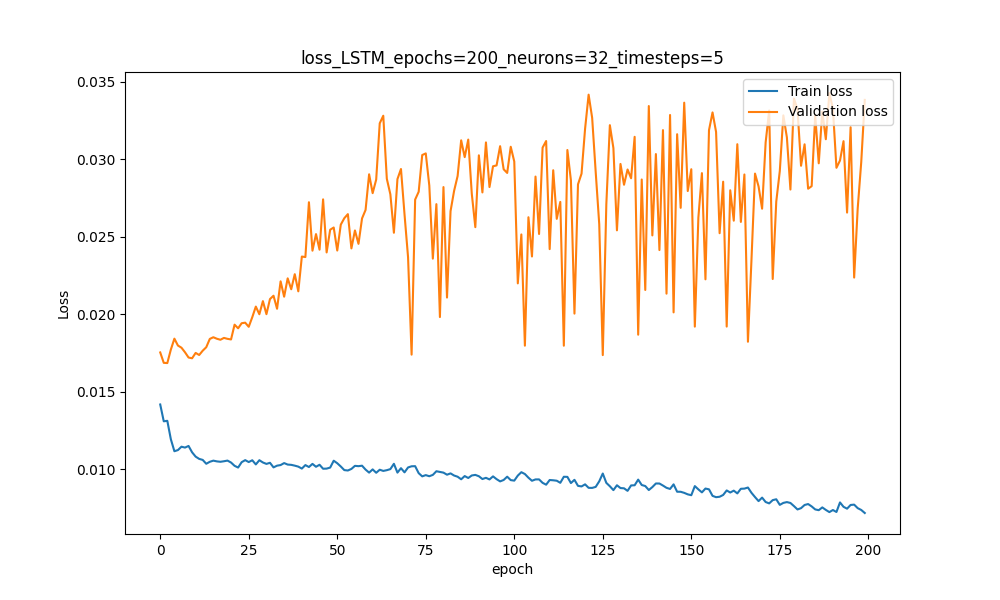 loss_LSTM_epochs=200_neurons=32_timesteps=5
Train loss
Validation loss
0.035
0.030
0.025
0.020
0.015
0.010
Loss
0 25 50 75 100 125 150 175 200
epoch